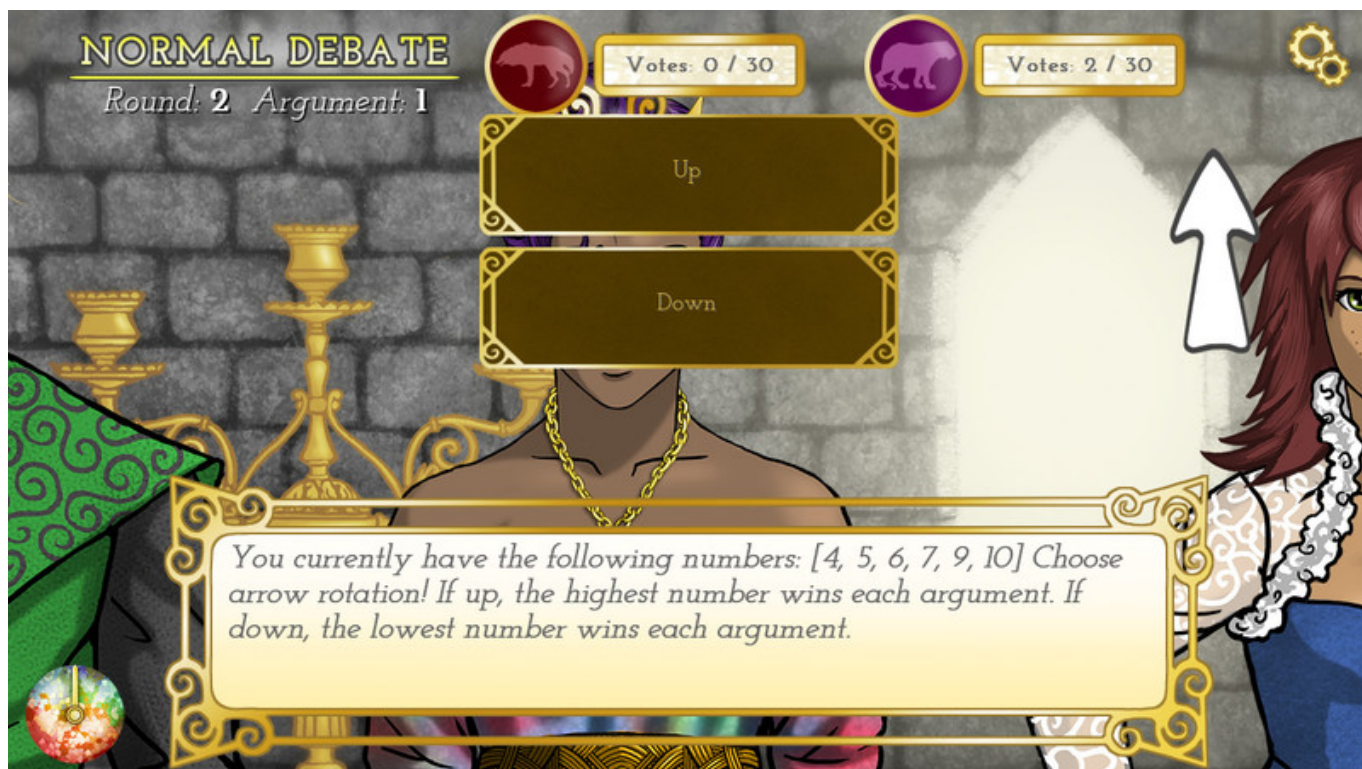 NORMAL DEBATE
Votes: 0 / 30
Votes: 2 / 30
Round: 2 Argument: 1
Up
Down
You currently have the following numbers: [4, 5, 6, 7, 9, 10] Choose
arrow rotation! If up, the highest number wins each argument. If
down, the lowest number wins each argument.